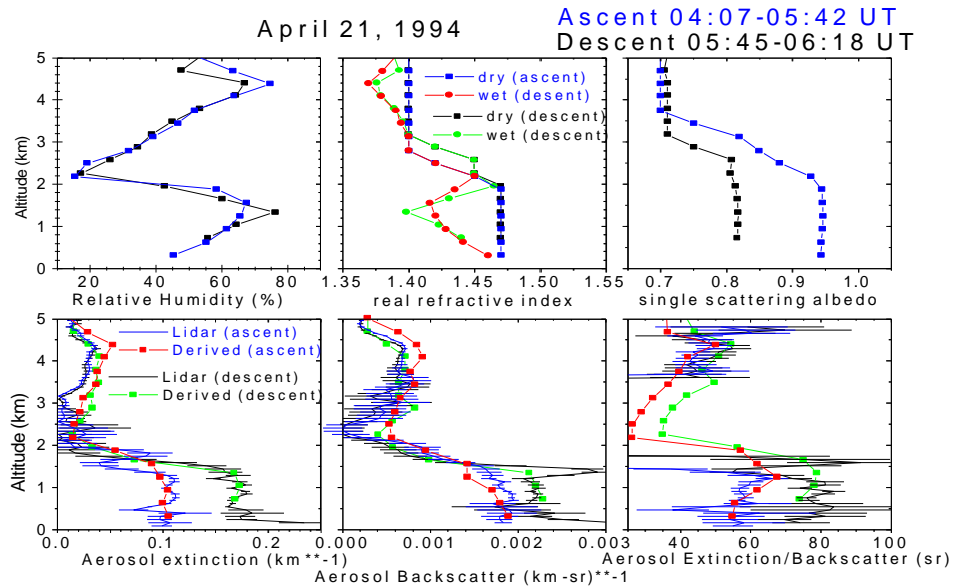 April 21, 1994
Ascent 04:07-05:42 UT
Descent 05:45-06:18 UT
Altitude (km)
5
4
3
2
1
0
20 40 60 80
Relative Humidity (%)
dry (ascent)
wet (desent)
dry (descent)
wet (descent)
1.35 1.40 1.45 1.50 1.55
real refractive index
0.7 0.8 0.9 1.0
single scattering albedo
Altitude (km)
5
4
3
2
1
0
Lidar (ascent)
Derived (ascent)
Lidar (descent)
Derived (descent)
0.0 0.1 0.2
Aerosol extinction (km**-1)
0.000 0.002
Aerosol Backscatter (km-sr)**-1
40 60 80
Aerosol Extinction/Backscatter (sr)